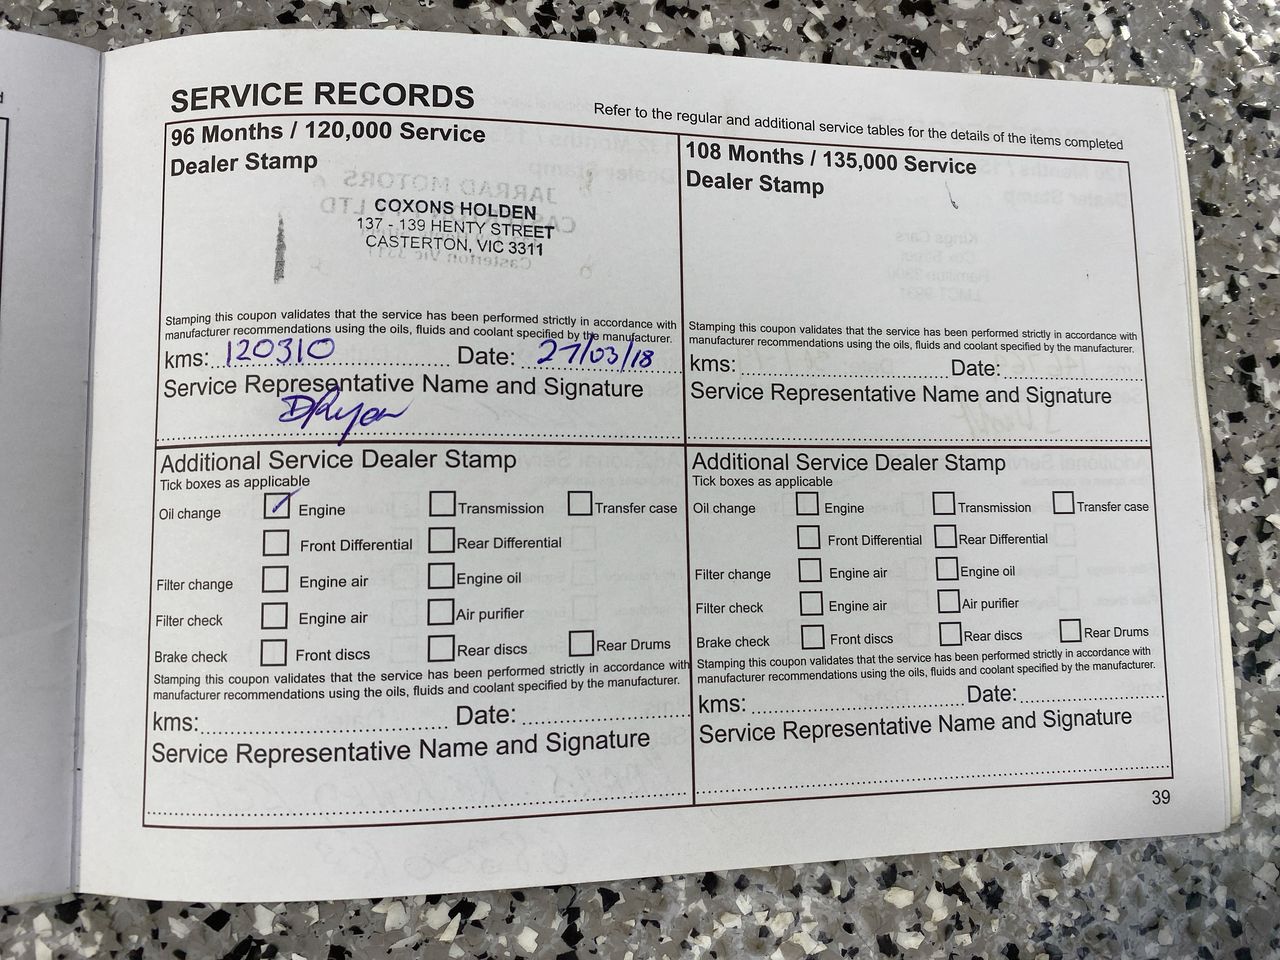 SERVICE RECORDS
Refer to the regular and additional service tables for the details of the items completed
96 Months / 120,000 Service
Dealer Stamp
COXONS HOLDEN
137 - 139 HENTY STREET
CASTERTON, VIC 3311
Stamping this coupon validates that the service has been performed strictly in accordance with
manufacturer recommendations using the oils, fluids and coolant specified by the manufacturer.
kms: 120310 Date: 27/03/18
Service Representative Name and Signature
DRyan
Additional Service Dealer Stamp
Tick boxes as applicable
Oil change Engine Transmission Transfer case
Front Differential Rear Differential
Filter change Engine air Engine oil
Filter check Engine air Air purifier
Brake check Front discs Rear discs Rear Drums
Stamping this coupon validates that the service has been performed strictly in accordance with
manufacturer recommendations using the oils, fluids and coolant specified by the manufacturer.
kms: Date:
Service Representative Name and Signature
108 Months / 135,000 Service
Dealer Stamp
Stamping this coupon validates that the service has been performed strictly in accordance with
manufacturer recommendations using the oils, fluids and coolant specified by the manufacturer.
kms: Date:
Service Representative Name and Signature
Additional Service Dealer Stamp
Tick boxes as applicable
Oil change Engine Transmission Transfer case
Front Differential Rear Differential
Filter change Engine air Engine oil
Filter check Engine air Air purifier
Brake check Front discs Rear discs Rear Drums
Stamping this coupon validates that the service has been performed strictly in accordance with
manufacturer recommendations using the oils, fluids and coolant specified by the manufacturer.
kms: Date:
Service Representative Name and Signature
39